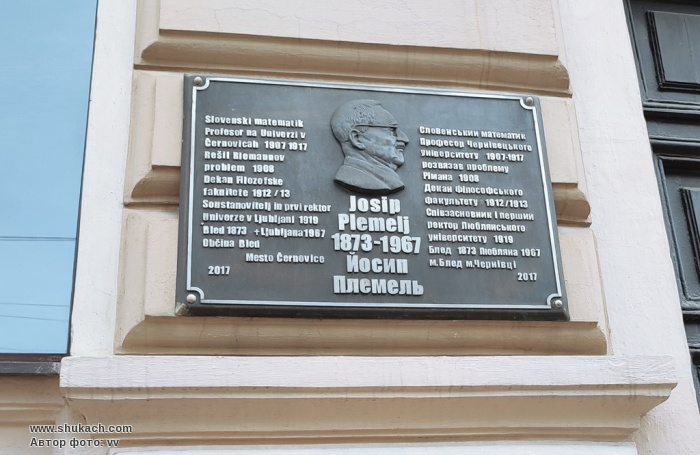 Slovenski matematik
Profesor na Univerzi v
Černovicah 1907 1917
Rešil Riemannov
problem 1908
Dekan Filozofske
fakultete 1912 / 13
Soustanovitelj in prvi rektor
Univerze v Ljubljani 1919
Bled 1873 +Ljubljana 1967
Občina Bled
Mesto Černovice
2017
Josip
Plemelj
1873-1967
Йосип
Племель
Словенський математик
Професор Чернівецького
університету 1907-1917
розвязав проблему
Рімана 1908
Декан філософського
факультету 1912/1913
Співзасновник і перший
ректор Люблянського
університету 1919
Блед 1873 Любляна 1967
м.Блед м.Чернівці
2017
www.shukach.com
Автор фото: vv